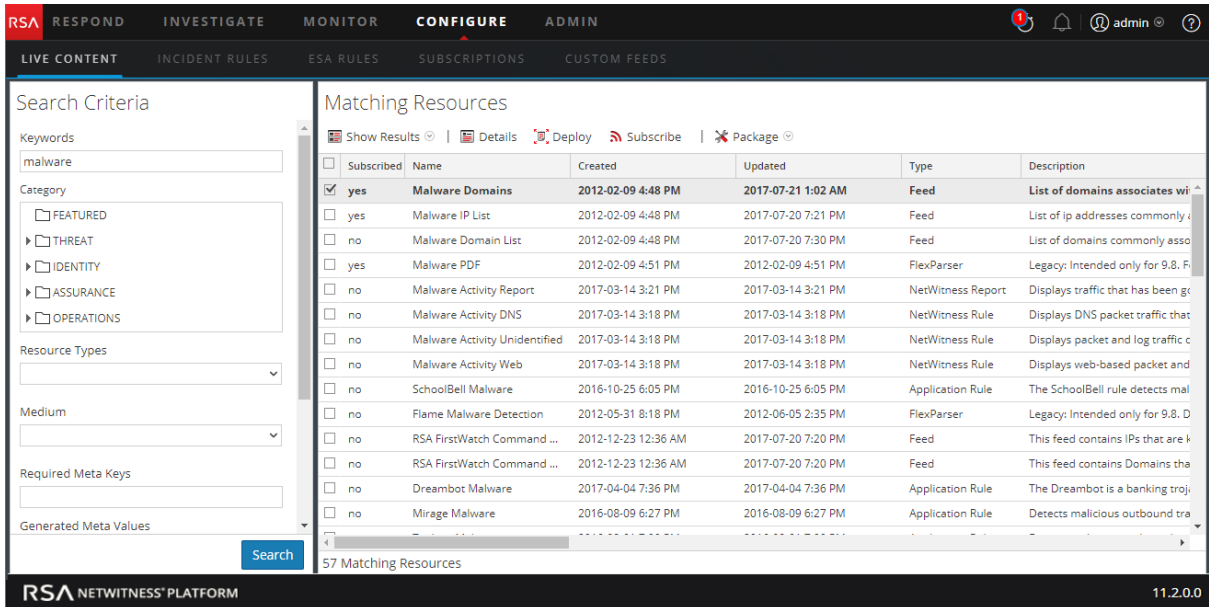 RSA RESPOND INVESTIGATE MONITOR CONFIGURE ADMIN 1 admin ?
LIVE CONTENT INCIDENT RULES ESA RULES SUBSCRIPTIONS CUSTOM FEEDS
Search Criteria
Keywords
malware
Category
FEATURED
THREAT
IDENTITY
ASSURANCE
OPERATIONS
Resource Types
Medium
Required Meta Keys
Generated Meta Values
Search
Matching Resources
Show Results | Details Deploy Subscribe | Package
Subscribed Name Created Updated Type Description
yes Malware Domains 2012-02-09 4:48 PM 2017-07-21 1:02 AM Feed List of domains associates wi
yes Malware IP List 2012-02-09 4:48 PM 2017-07-20 7:21 PM Feed List of ip addresses commonly
no Malware Domain List 2012-02-09 4:48 PM 2017-07-20 7:30 PM Feed List of domains commonly asso
yes Malware PDF 2012-02-09 4:51 PM 2012-02-09 4:51 PM FlexParser Legacy: Intended only for 9.8. F
no Malware Activity Report 2017-03-14 3:21 PM 2017-03-14 3:21 PM NetWitness Report Displays traffic that has been go
no Malware Activity DNS 2017-03-14 3:18 PM 2017-03-14 3:18 PM NetWitness Rule Displays DNS packet traffic that
no Malware Activity Unidentified 2017-03-14 3:18 PM 2017-03-14 3:18 PM NetWitness Rule Displays packet and log traffic
no Malware Activity Web 2017-03-14 3:18 PM 2017-03-14 3:18 PM NetWitness Rule Displays web-based packet and
no SchoolBell Malware 2016-10-25 6:05 PM 2016-10-25 6:05 PM Application Rule The SchoolBell rule detects mal
no Flame Malware Detection 2012-05-31 8:18 PM 2012-06-05 2:35 PM FlexParser Legacy: Intended only for 9.8. D
no RSA FirstWatch Command ... 2012-12-23 12:36 AM 2017-07-20 7:20 PM Feed This feed contains IPs that are k
no RSA FirstWatch Command ... 2012-12-23 12:36 AM 2017-07-20 7:20 PM Feed This feed contains Domains tha
no Dreambot Malware 2017-04-04 7:36 PM 2017-04-04 7:36 PM Application Rule The Dreambot is a banking troj
no Mirage Malware 2016-08-09 6:27 PM 2016-08-09 6:27 PM Application Rule Detects malicious outbound tra
57 Matching Resources
RSA NETWITNESS® PLATFORM 11.2.0.0